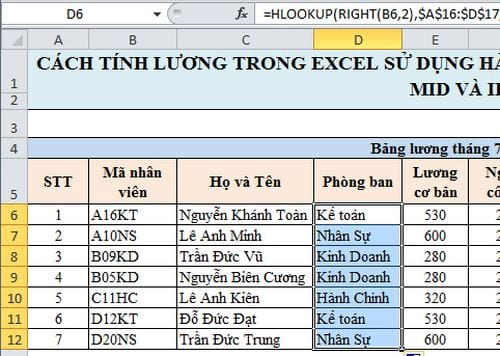 D6 fx =HLOOKUP(RIGHT(B6,2),$A$16:$D$17
A B C D E
1 CÁCH TÍNH LƯƠNG TRONG EXCEL SỬ DỤNG
2 MID VÀ
3
4 Bảng lương tháng 7
5 STT Mã nhân viên Họ và Tên Phòng ban Lương cơ bản
6 1 A16KT Nguyễn Khánh Toàn Kế toán 530
7 2 A10NS Lê Anh Minh Nhân Sự 600
8 3 B09KD Trần Đức Vũ Kinh Doanh 280
9 4 B05KD Nguyễn Biên Cương Kinh Doanh 280
10 5 C11HC Lê Anh Kiên Hành Chính 320
11 6 D12KT Đỗ Đức Đạt Kế toán 530
12 7 D20NS Trần Đức Trung Nhân Sự 600